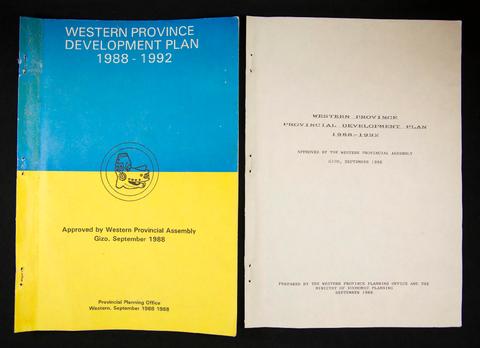 WESTERN PROVINCE
DEVELOPMENT PLAN
1988 - 1992
Approved by Western Provincial Assembly
Gizo, September 1988
Provincial Planning Office
Western, September 1988 1988
WESTERN PROVINCE
PROVINCIAL DEVELOPMENT PLAN
1988-1992
APPROVED BY THE WESTERN PROVINCIAL ASSEMBLY
GIZO, SEPTEMBER 1988
PREPARED BY THE WESTERN PROVINCE PLANNING OFFICE AND THE
MINISTRY OF ECONOMIC PLANNING
SEPTEMBER 1988